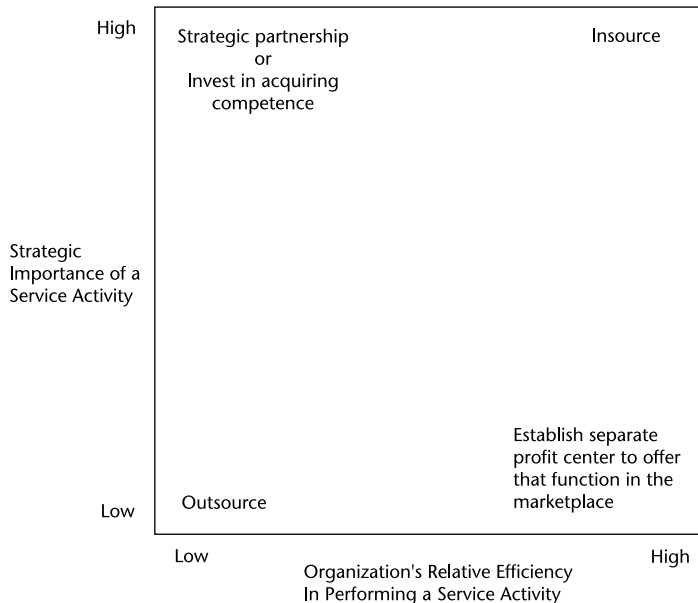 High
Strategic partnership
or
Invest in acquiring
competence
Insource
Strategic
Importance of a
Service Activity
Establish separate
profit center to offer
that function in the
marketplace
Outsource
Low
Low
High
Organization's Relative Efficiency
In Performing a Service Activity